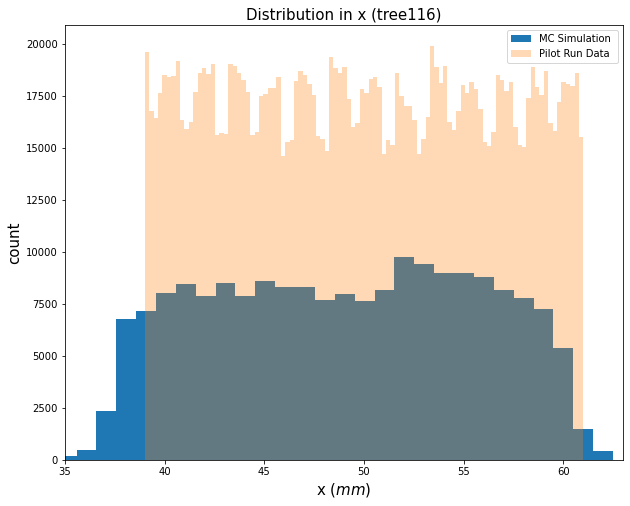 Distribution in x (tree116)
MC Simulation
Pilot Run Data
count
20000
17500
15000
12500
10000
7500
5000
2500
0
35 40 45 50 55 60
x (mm)